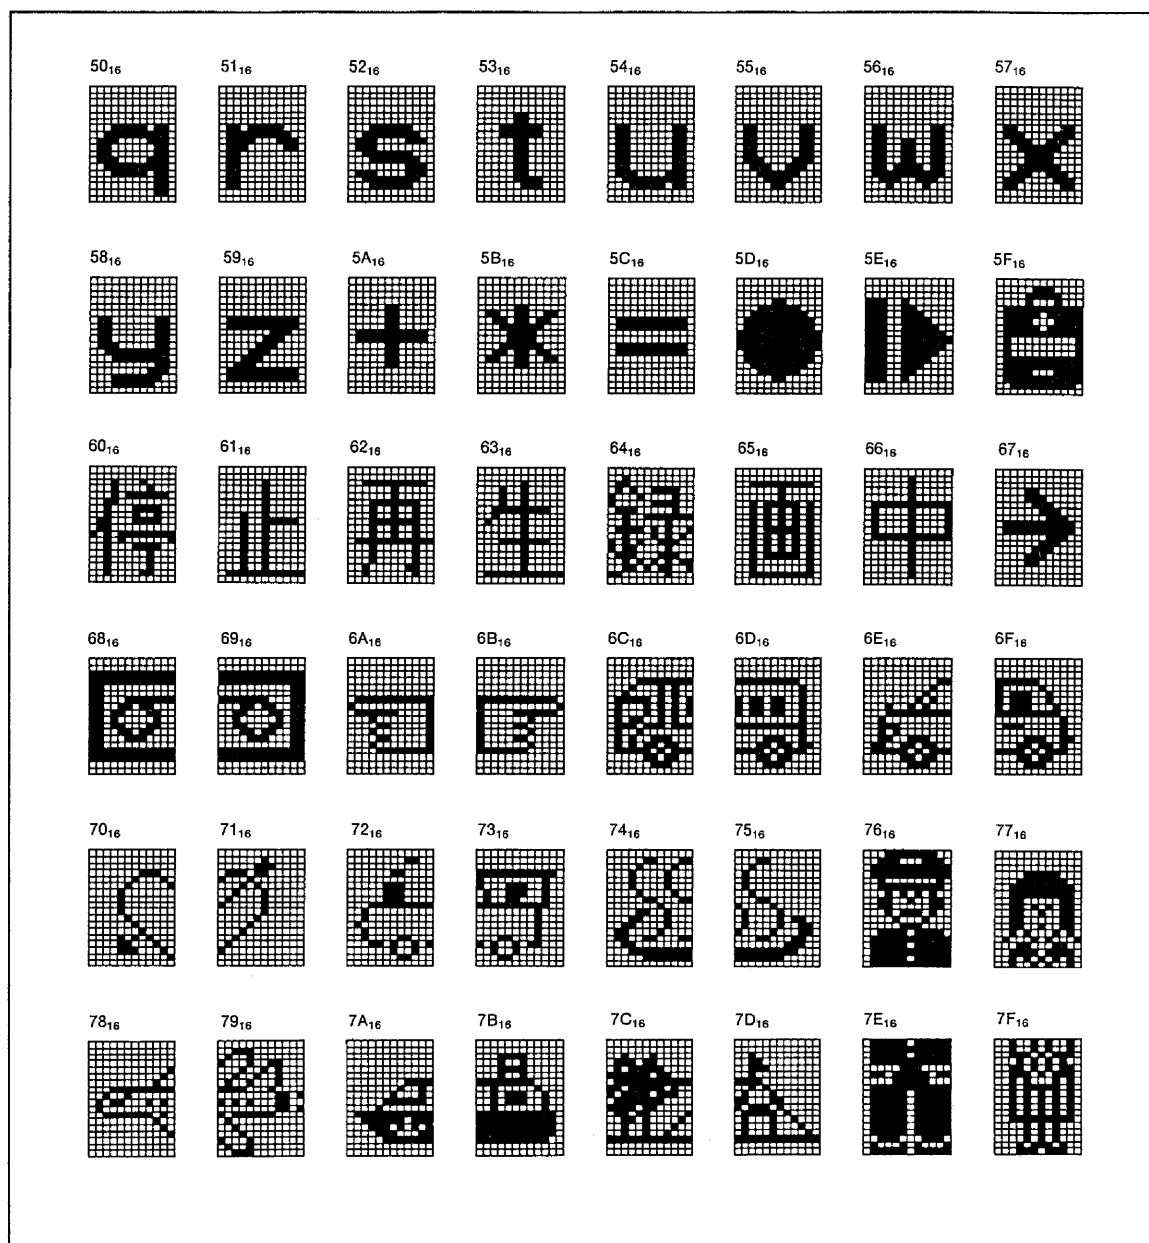 50₁₆ 51₁₆ 52₁₆ 53₁₆ 54₁₆ 55₁₆ 56₁₆ 57₁₆
q r s t u v w x
58₁₆ 59₁₆ 5A₁₆ 5B₁₆ 5C₁₆ 5D₁₆ 5E₁₆ 5F₁₆
y z + * =
60₁₆ 61₁₆ 62₁₆ 63₁₆ 64₁₆ 65₁₆ 66₁₆ 67₁₆
停 止 再 生 録 画 中 →
68₁₆ 69₁₆ 6A₁₆ 6B₁₆ 6C₁₆ 6D₁₆ 6E₁₆ 6F₁₆
70₁₆ 71₁₆ 72₁₆ 73₁₆ 74₁₆ 75₁₆ 76₁₆ 77₁₆
78₁₆ 79₁₆ 7A₁₆ 7B₁₆ 7C₁₆ 7D₁₆ 7E₁₆ 7F₁₆